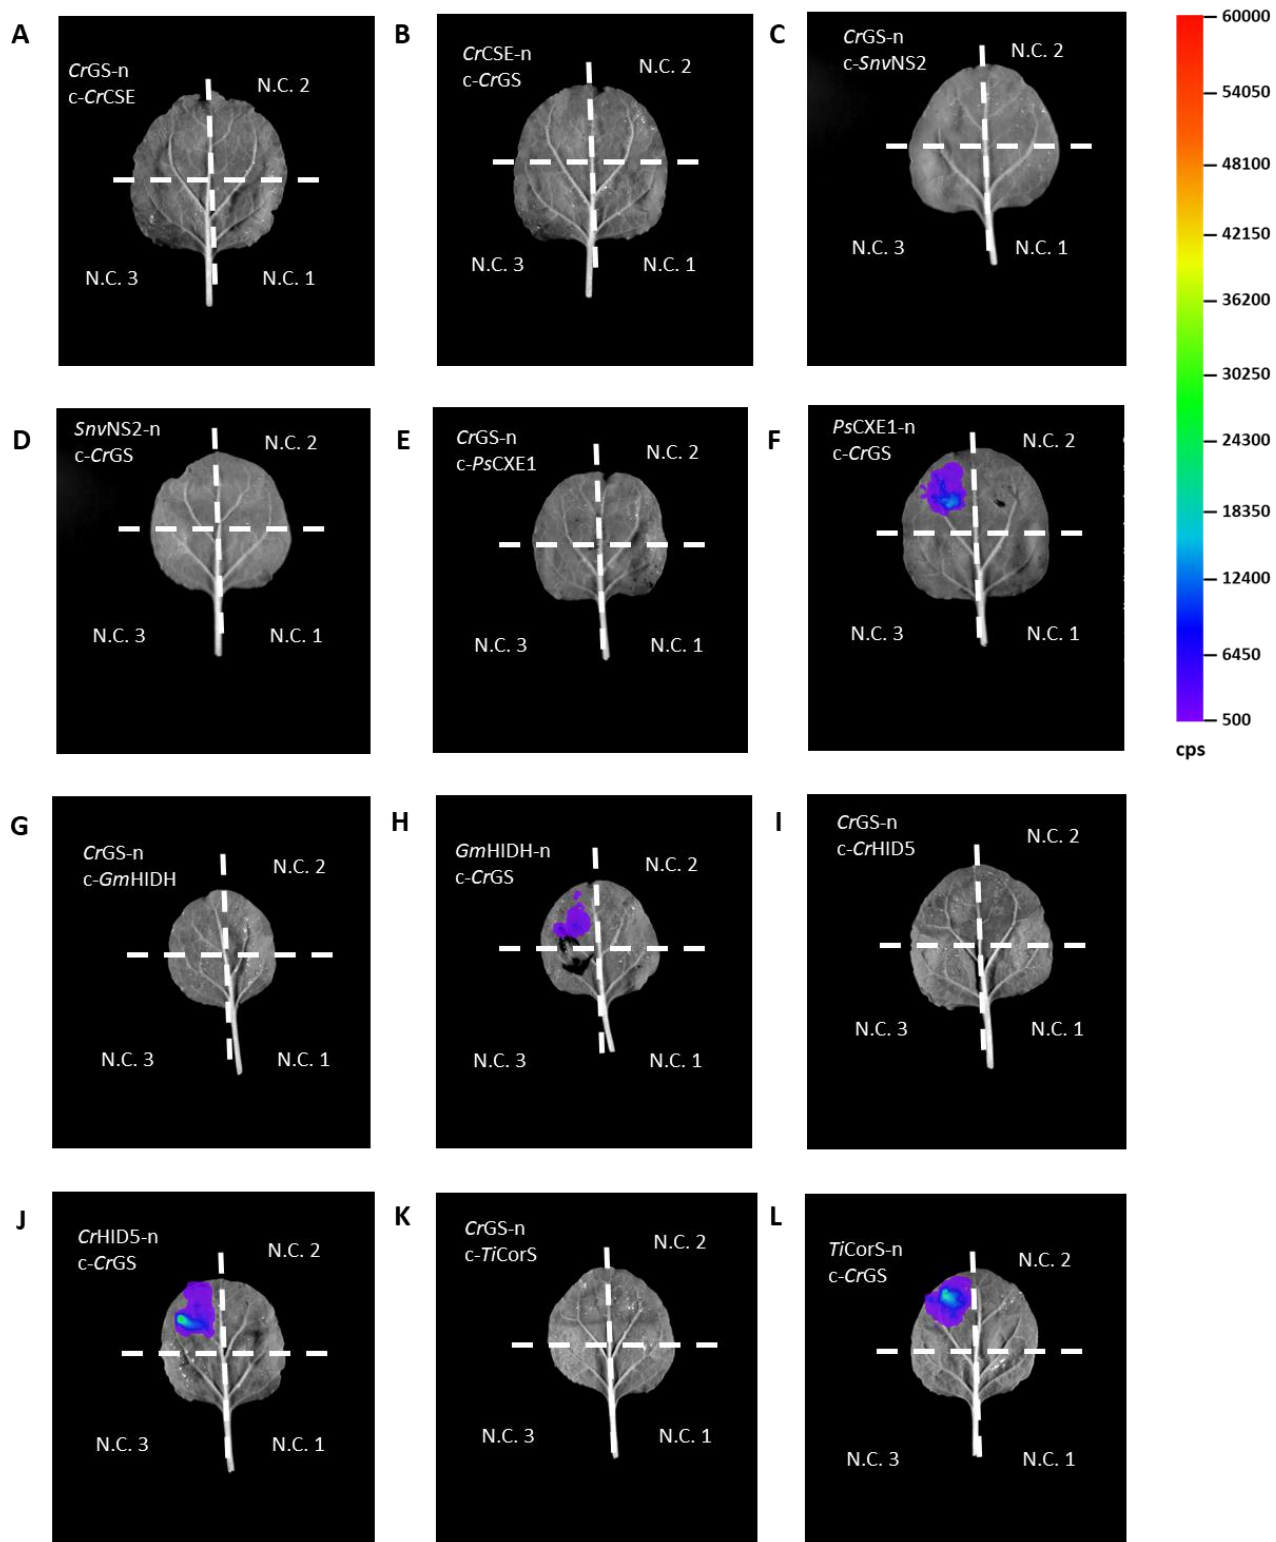 A
CrGS-n
c-CrCSE
N.C. 2
N.C. 3
N.C. 1
B
CrCSE-n
c-CrGS
N.C. 2
N.C. 3
N.C. 1
C
CrGS-n
c-SnvNS2
N.C. 2
N.C. 3
N.C. 1
60000
54050
48100
42150
36200
30250
24300
18350
12400
6450
500
cps
D
SnvNS2-n
c-CrGS
N.C. 2
N.C. 3
N.C. 1
E
CrGS-n
c-PsCXE1
N.C. 2
N.C. 3
N.C. 1
F
PsCXE1-n
c-CrGS
N.C. 2
N.C. 3
N.C. 1
G
CrGS-n
c-GmHIDH
N.C. 2
N.C. 3
N.C. 1
H
GmHIDH-n
c-CrGS
N.C. 2
N.C. 3
N.C. 1
I
CrGS-n
c-CrHID5
N.C. 2
N.C. 3
N.C. 1
J
CrHID5-n
c-CrGS
N.C. 2
N.C. 3
N.C. 1
K
CrGS-n
c-TiCorS
N.C. 2
N.C. 3
N.C. 1
L
TiCorS-n
c-CrGS
N.C. 2
N.C. 3
N.C. 1